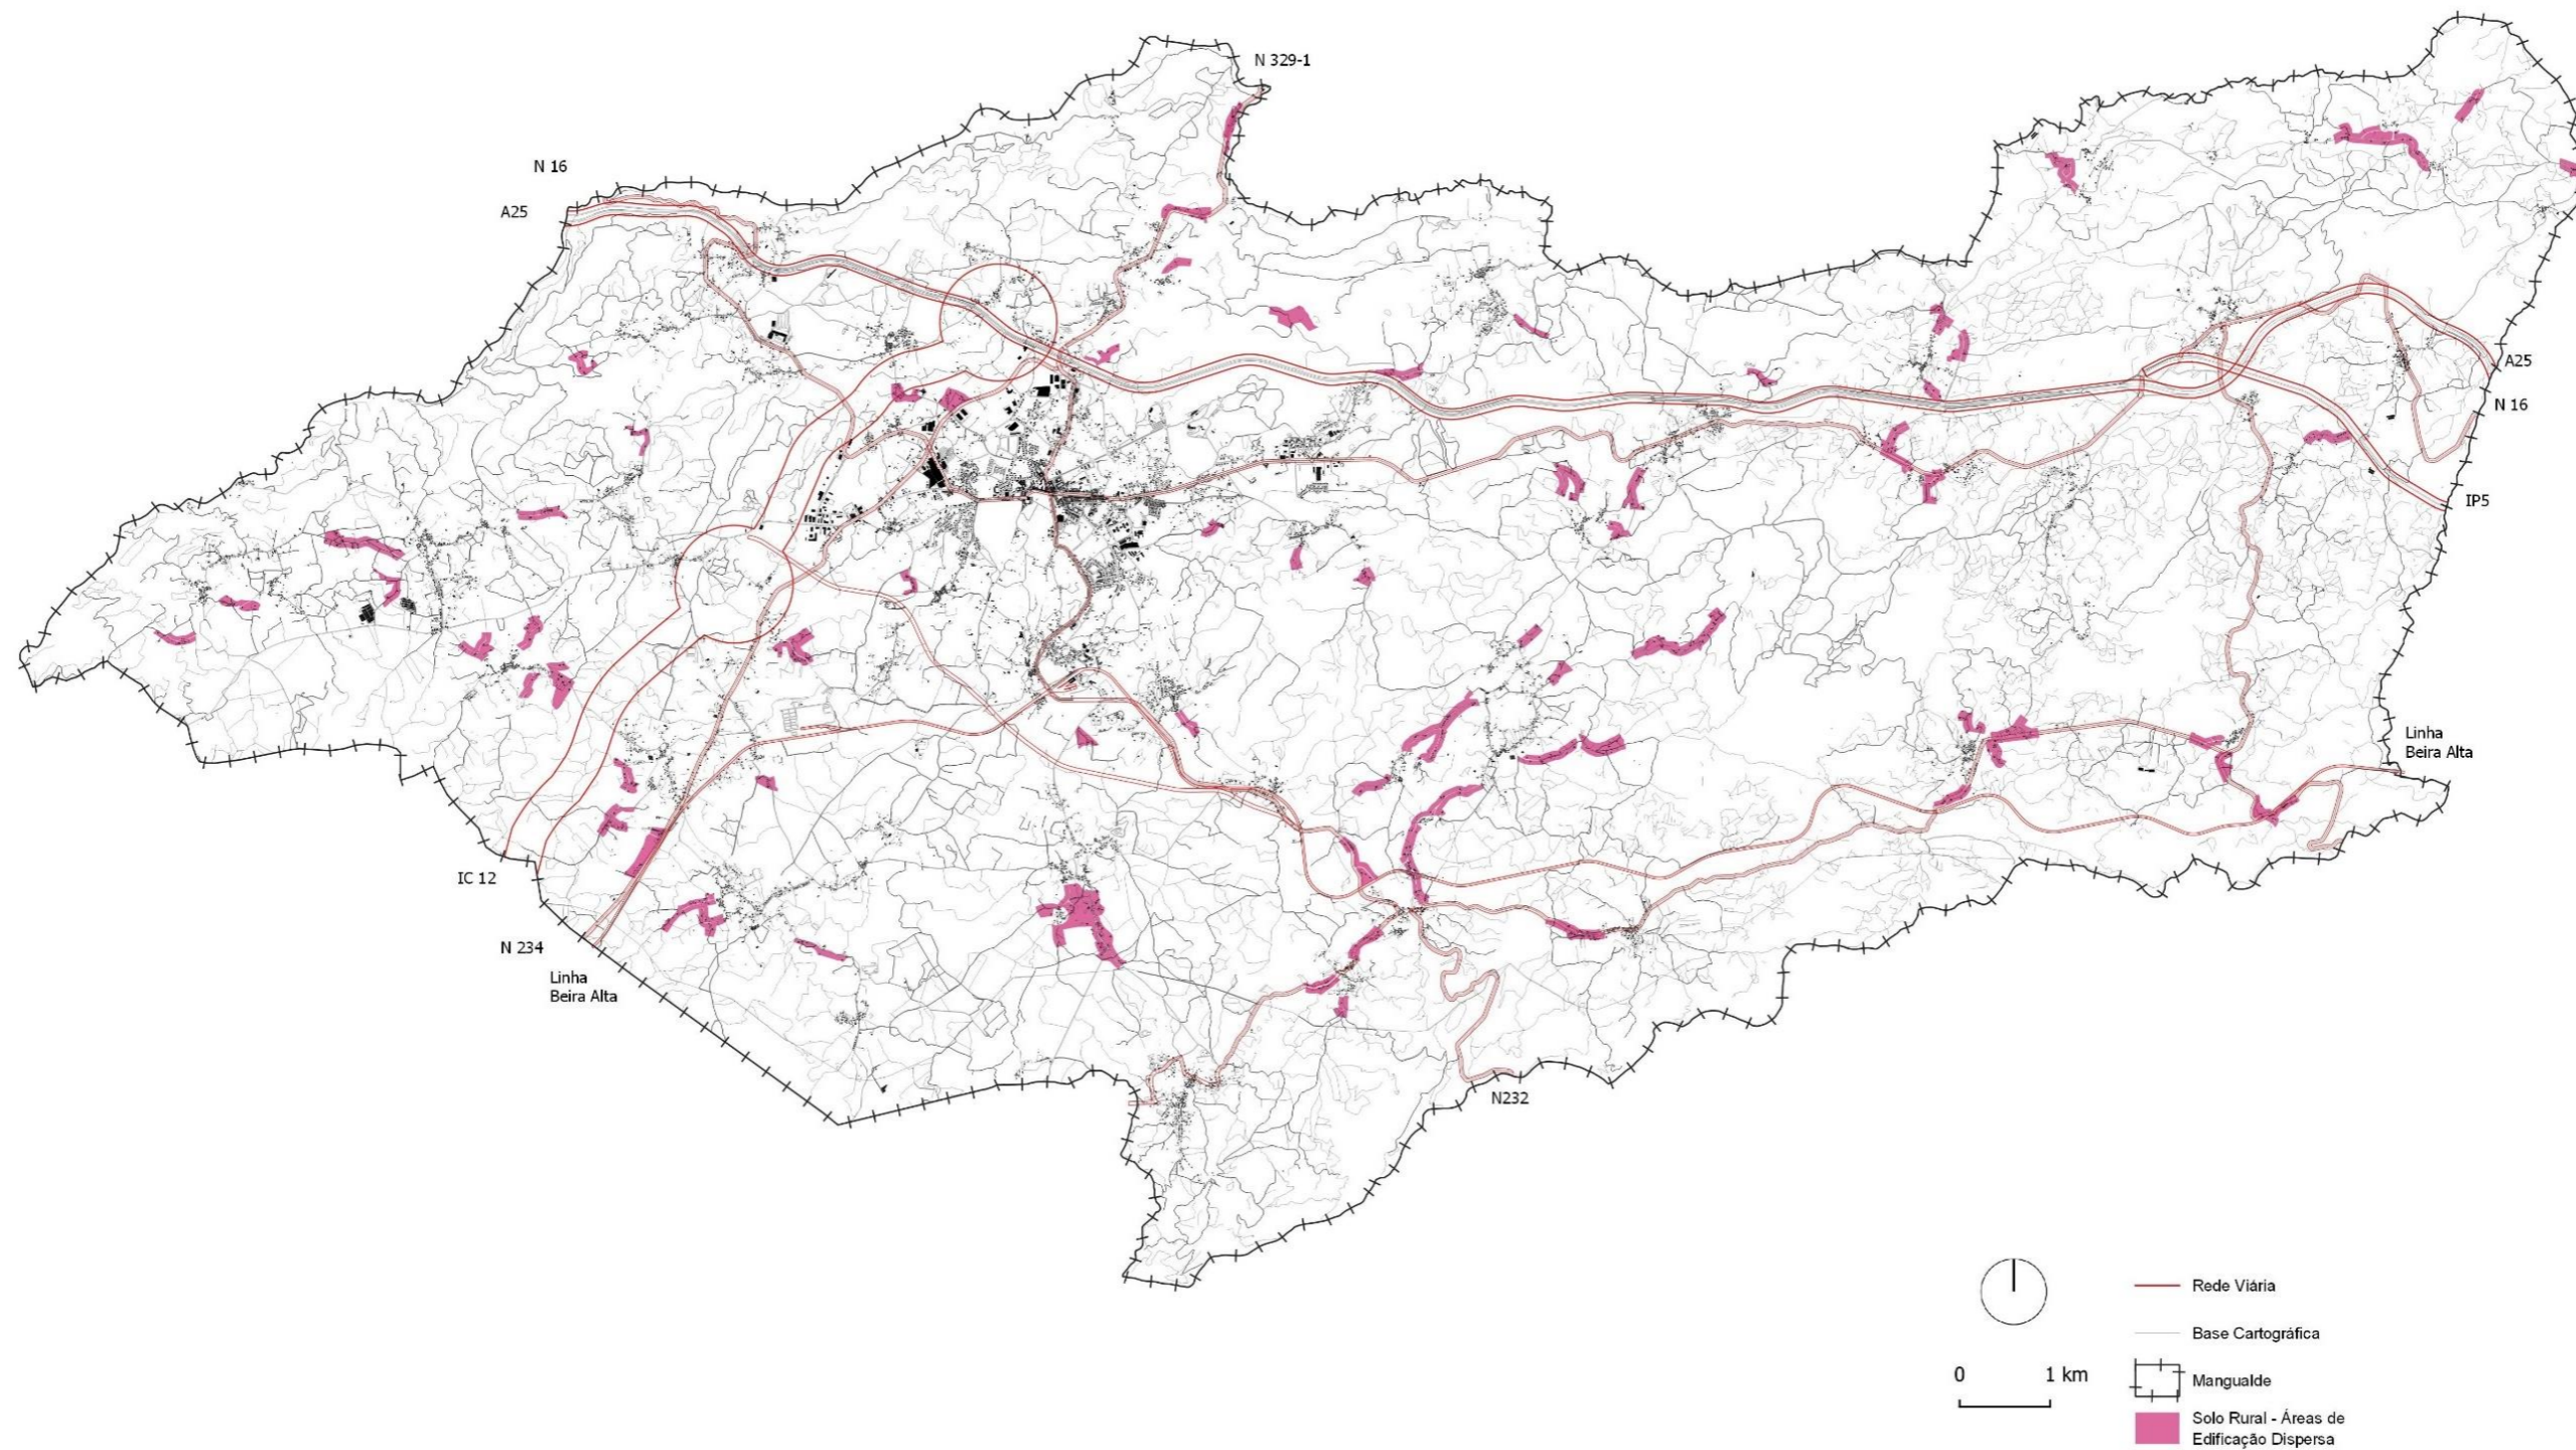 N 329-1
N 16
A25
A25
N 16
IP5
Linha
Beira Alta
IC 12
N 234
Linha
Beira Alta
N232
0 1 km
Rede Viária
Base Cartográfica
Mangualde
Solo Rural - Áreas de
Edificação Dispersa